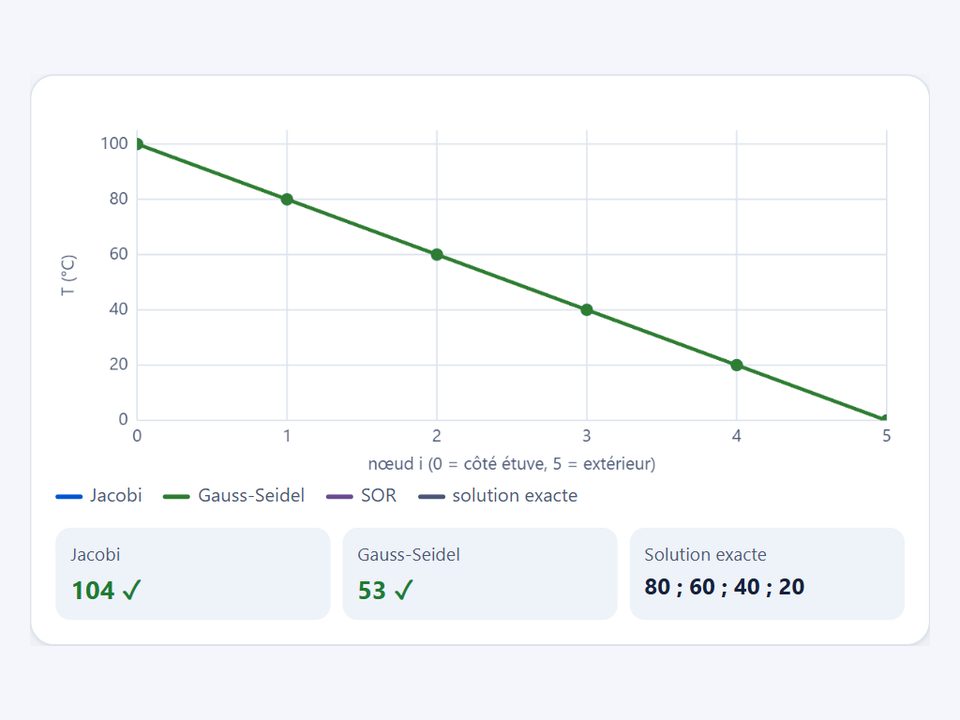 100
80
60
40
20
0
T (°C)
0 1 2 3 4 5
nœud i (0 = côté étuve, 5 = extérieur)
Jacobi Gauss-Seidel SOR solution exacte
Jacobi
104 ✓
Gauss-Seidel
53 ✓
Solution exacte
80 ; 60 ; 40 ; 20